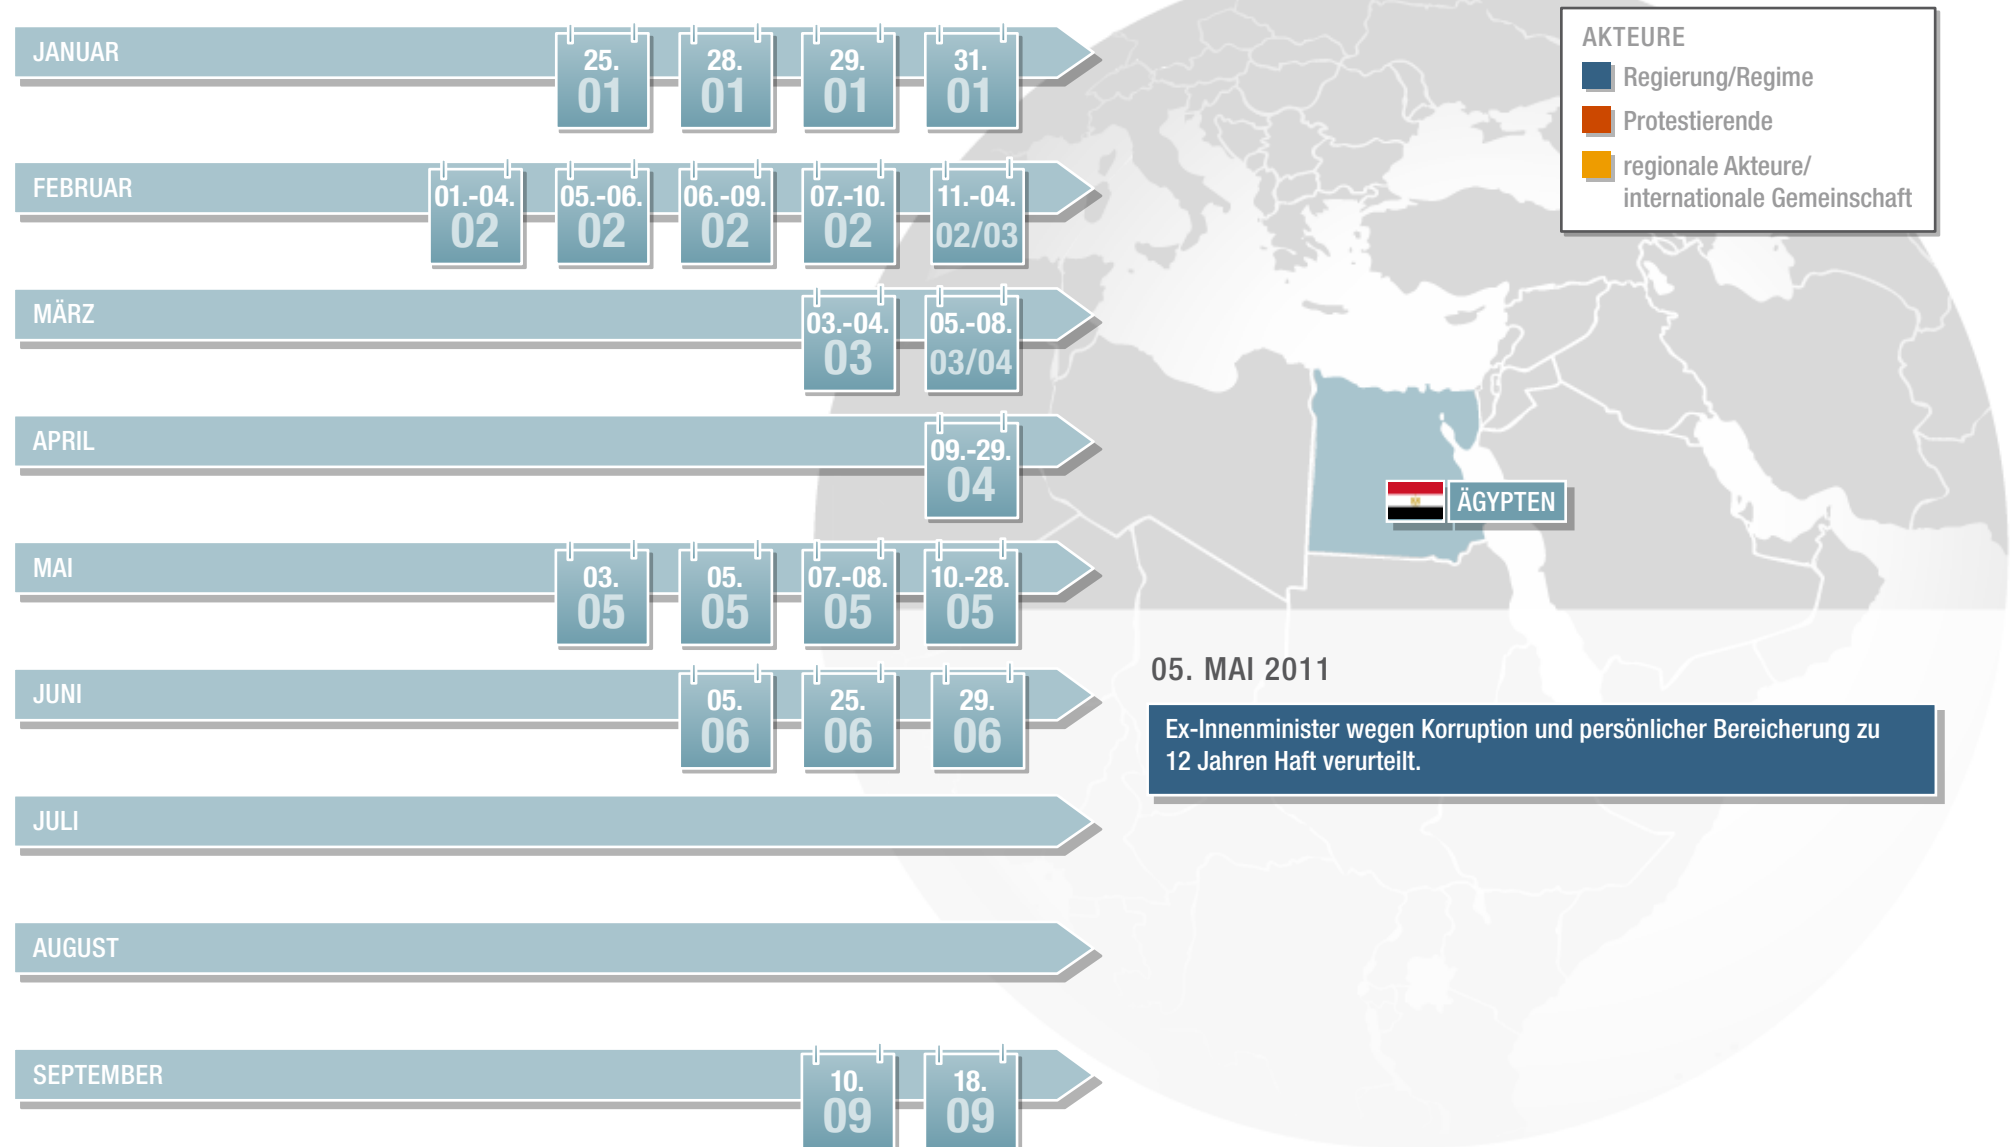 JANUAR
25.
01
28.
01
29.
01
31.
01
FEBRUAR
01.-04.
02
05.-06.
02
06.-09.
02
07.-10.
02
11.-04.
02/03
MÄRZ
03.-04.
03
05.-08.
03/04
APRIL
09.-29.
04
MAI
03.
05
05.
05
07.-08.
05
10.-28.
05
JUNI
05.
06
25.
06
29.
06
JULI
AUGUST
SEPTEMBER
10.
09
18.
09
AKTEURE
Regierung/Regime
Protestierende
regionale Akteure/
internationale Gemeinschaft
ÄGYPTEN
05. MAI 2011
Ex-Innenminister wegen Korruption und persönlicher Bereicherung zu
12 Jahren Haft verurteilt.